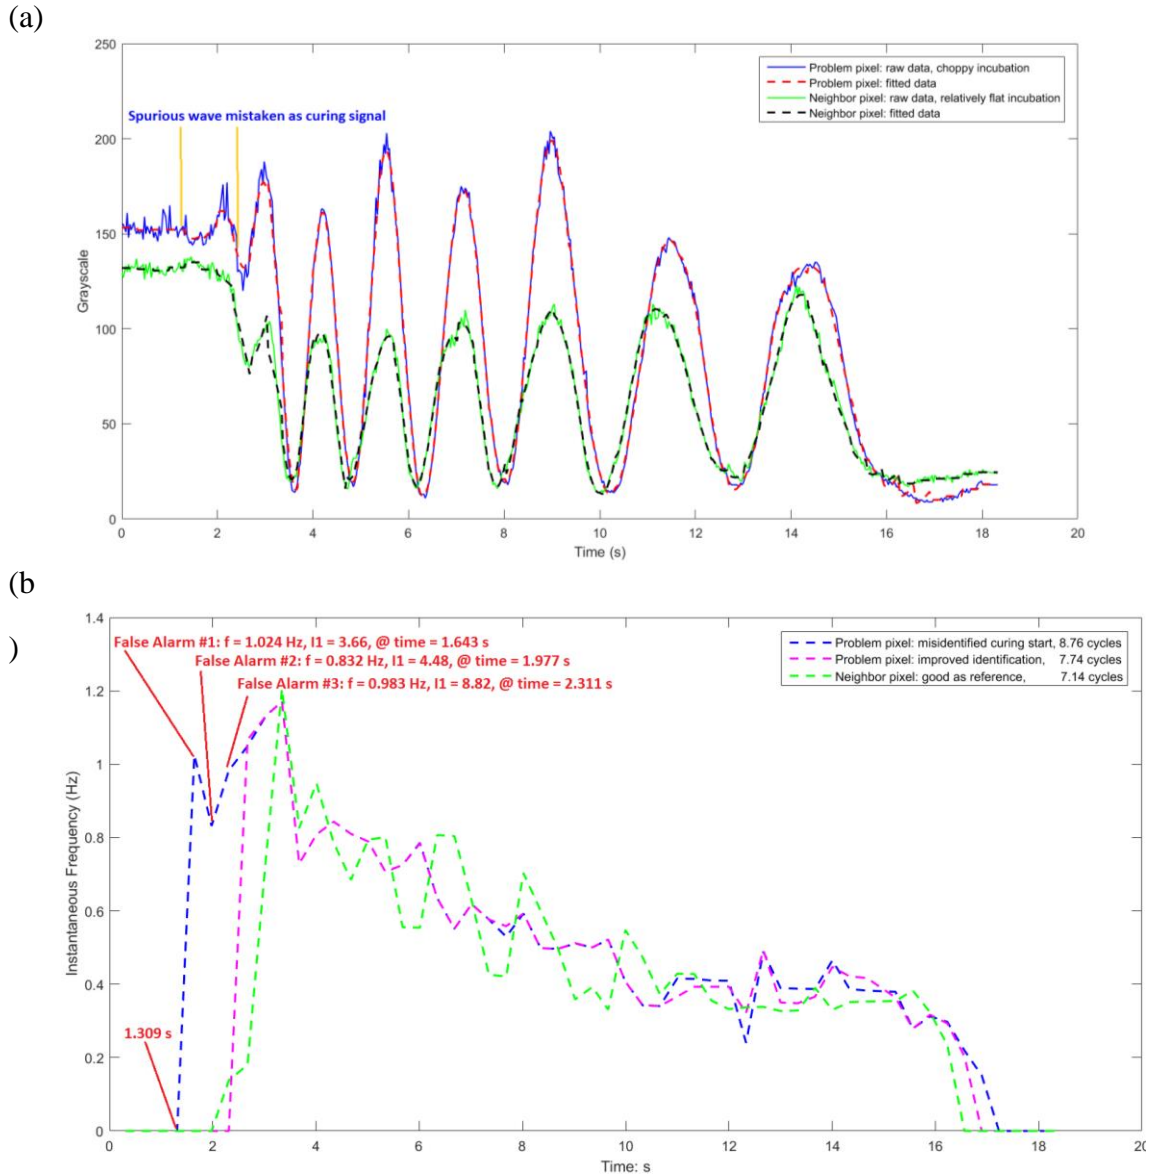 (a)
250
200
150
100
50
0
Grayscale
Spurious wave mistaken as curing signal
Problem pixel: raw data, choppy incubation
Problem pixel: fitted data
Neighbor pixel: raw data, relatively flat incubation
Neighbor pixel: fitted data
0 2 4 6 8 10 12 14 16 18 20
Time (s)
(b
)
1.4
1.2
1
0.8
0.6
0.4
0.2
0
Instantaneous Frequency (Hz)
False Alarm #1: f = 1.024 Hz, I1 = 3.66, @ time = 1.643 s
False Alarm #2: f = 0.832 Hz, I1 = 4.48, @ time = 1.977 s
False Alarm #3: f = 0.983 Hz, I1 = 8.82, @ time = 2.311 s
1.309 s
Problem pixel: misidentified curing start, 8.76 cycles
Problem pixel: improved identification, 7.74 cycles
Neighbor pixel: good as reference, 7.14 cycles
0 2 4 6 8 10 12 14 16 18 20
Time: s